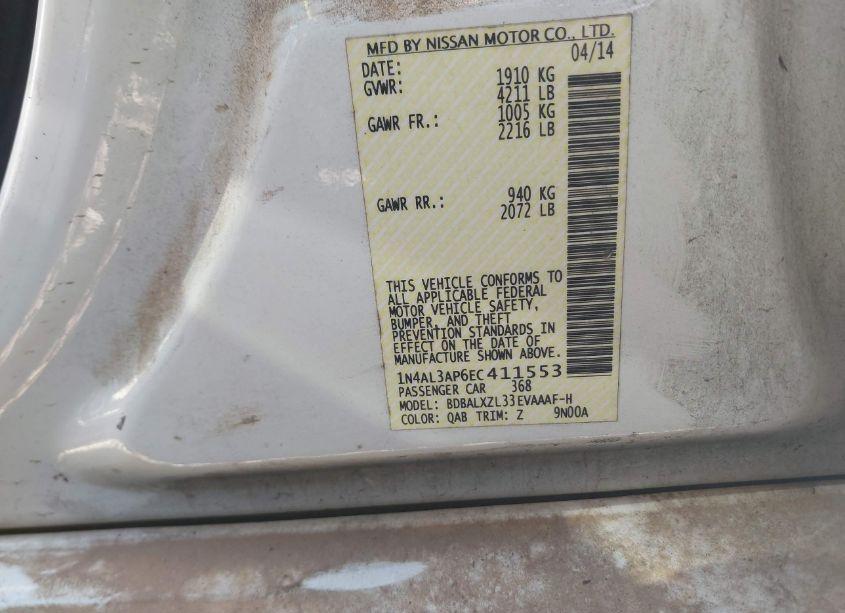 MFD BY NISSAN MOTOR CO., LTD.
DATE: 04/14
GVWR: 1910 KG
4211 LB
GAWR FR.: 1005 KG
2216 LB
GAWR RR.: 940 KG
2072 LB
THIS VEHICLE CONFORMS TO
ALL APPLICABLE FEDERAL
MOTOR VEHICLE SAFETY,
BUMPER, AND THEFT
PREVENTION STANDARDS IN
EFFECT ON THE DATE OF
MANUFACTURE SHOWN ABOVE.
1N4AL3AP6EC411553
PASSENGER CAR 368
MODEL: BDBALXZL33EVAAAF-H
COLOR: QAB TRIM: Z 9N00A